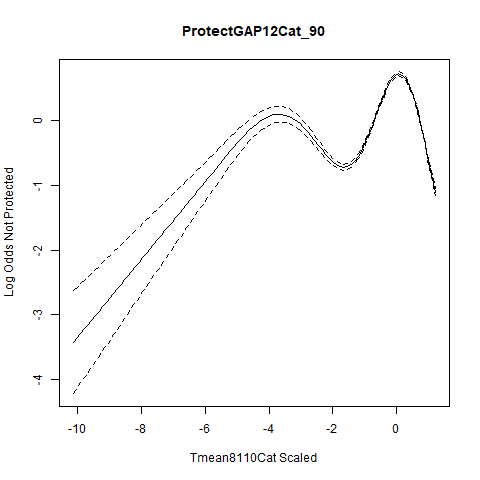 ProtectGAP12Cat_90
Log Odds Not Protected
0
-1
-2
-3
-4
-10 -8 -6 -4 -2 0
Tmean8110Cat Scaled